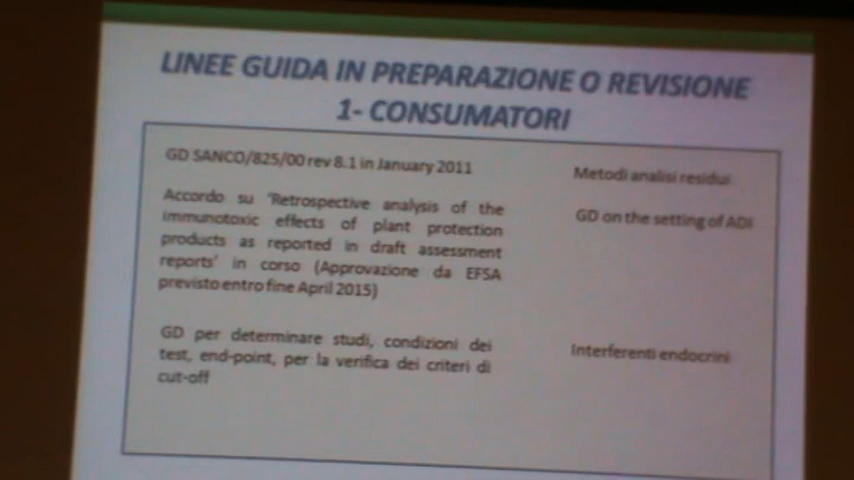 LINEE GUIDA IN PREPARAZIONE O REVISIONE
1- CONSUMATORI
GD SANCO/825/00 rev 8.1 in January 2011
Metodi analisi residui
Accordo su 'Retrospective analysis of the
immunotoxic effects of plant protection
products as reported in draft assessment
reports' in corso (Approvazione da EFSA
previsto entro fine April 2015)
GD on the setting of ADI
GD per determinare studi, condizioni dei
test, end-point, per la verifica dei criteri di
cut-off
Interferenti endocrini